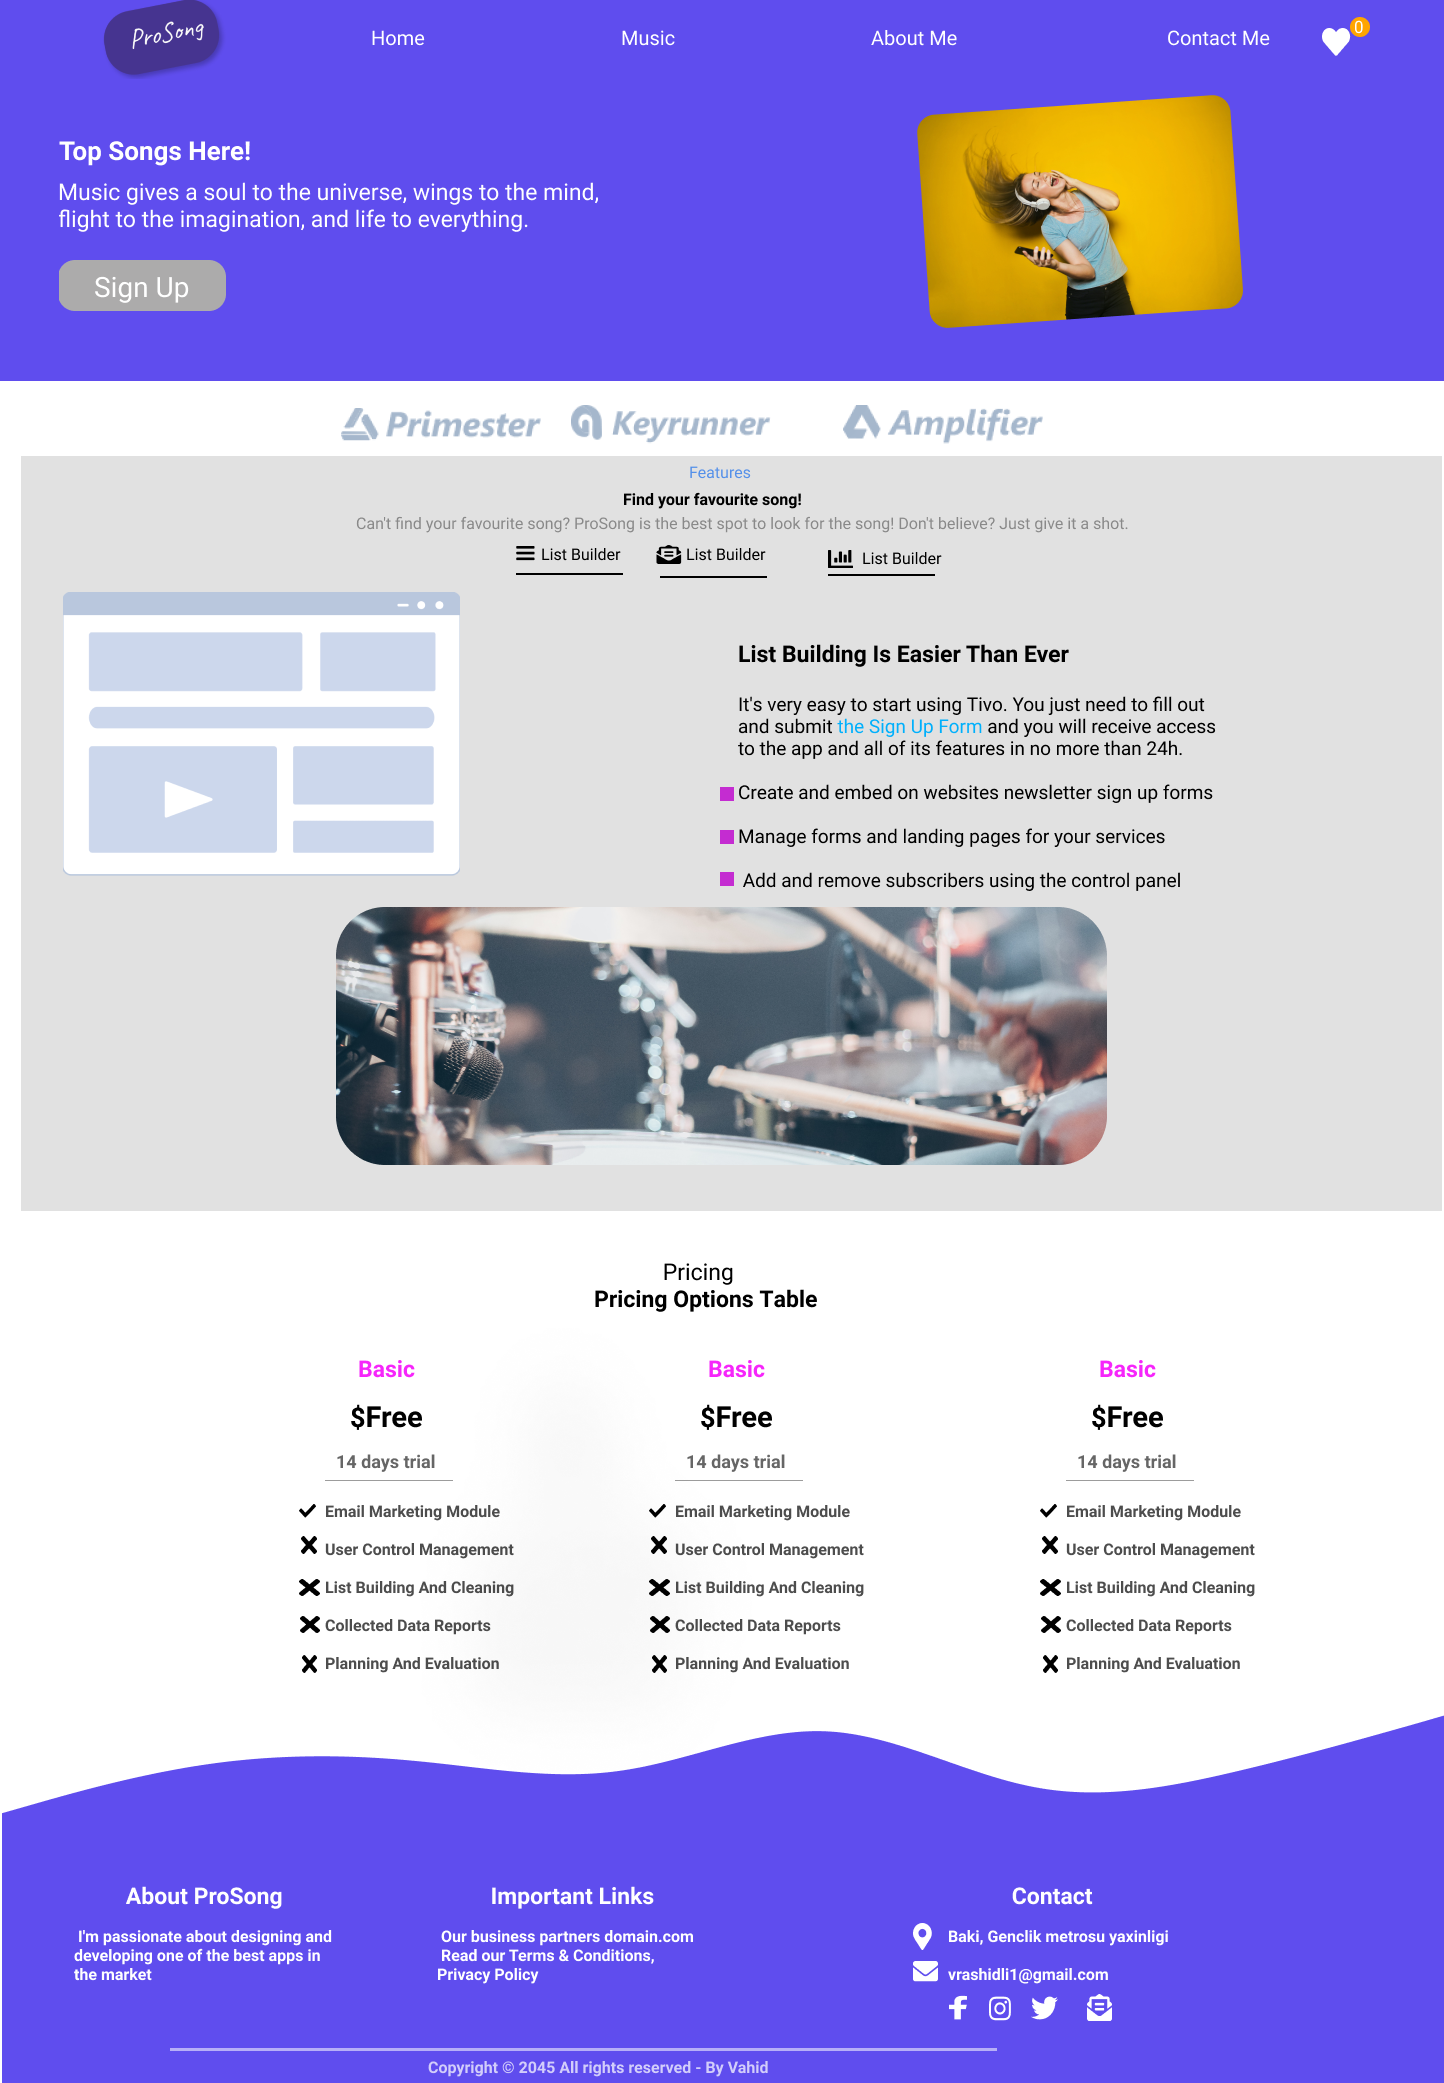 ProSong
Home
Music
About Me
Contact Me
0
Top Songs Here!
Music gives a soul to the universe, wings to the mind,
flight to the imagination, and life to everything.
Sign Up
Primester
Keyrunner
Amplifier
Features
Find your favourite song!
Can't find your favourite song? ProSong is the best spot to look for the song! Don't believe? Just give it a shot.
List Builder
List Builder
List Builder
List Building Is Easier Than Ever
It's very easy to start using Tivo. You just need to fill out
and submit the Sign Up Form and you will receive access
to the app and all of its features in no more than 24h.
Create and embed on websites newsletter sign up forms
Manage forms and landing pages for your services
Add and remove subscribers using the control panel
Pricing
Pricing Options Table
Basic
$Free
14 days trial
Email Marketing Module
User Control Management
List Building And Cleaning
Collected Data Reports
Planning And Evaluation
Basic
$Free
14 days trial
Email Marketing Module
User Control Management
List Building And Cleaning
Collected Data Reports
Planning And Evaluation
Basic
$Free
14 days trial
Email Marketing Module
User Control Management
List Building And Cleaning
Collected Data Reports
Planning And Evaluation
About ProSong
I'm passionate about designing and
developing one of the best apps in
the market
Important Links
Our business partners domain.com
Read our Terms & Conditions,
Privacy Policy
Contact
Baki, Genclik metrosu yaxinligi
vrashidli1@gmail.com
Copyright © 2045 All rights reserved - By Vahid